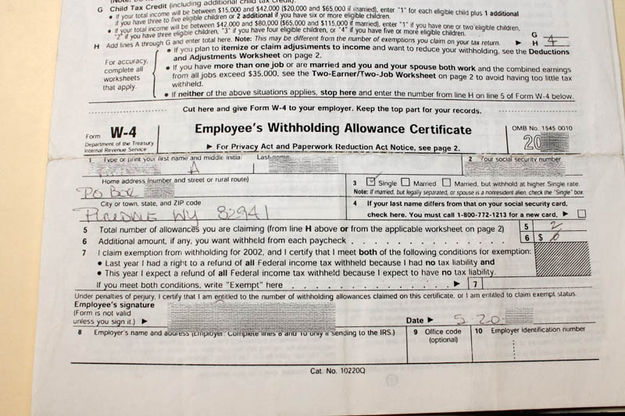 G Child Tax Credit (including additional child tax credit):
• If your total income will be between $15,000 and $42,000 ($20,000 and $65,000 if married), enter "1" for each eligible child plus 1 additional
if you have three to five eligible children or 2 additional if you have six or more eligible children.
• If your total income will be between $42,000 and $80,000 ($65,000 and $115,000 if married), enter "1" if you have one or two eligible children,
"2" if you have three eligible children, "3" if you have four eligible children, or "4" if you have five or more eligible children. G
H Add lines A through G and enter total here. Note: This may be different from the number of exemptions you claim on your tax return. ▶ H 4
For accuracy, complete all worksheets that apply.
• If you plan to itemize or claim adjustments to income and want to reduce your withholding, see the Deductions
and Adjustments Worksheet on page 2.
• If you have more than one job or are married and you and your spouse both work and the combined earnings
from all jobs exceed $35,000, see the Two-Earner/Two-Job Worksheet on page 2 to avoid having too little tax
withheld.
• If neither of the above situations applies, stop here and enter the number from line H on line 5 of Form W-4 below.
Cut here and give Form W-4 to your employer. Keep the top part for your records.
Form W-4
Department of the Treasury
Internal Revenue Service
Employee's Withholding Allowance Certificate
▶ For Privacy Act and Paperwork Reduction Act Notice, see page 2.
OMB No. 1545 0010
20
1 Type or print your first name and middle initial
Last
2 Your social security number
A
Home address (number and street or rural route)
PO Box
3 Single Married Married, but withhold at higher Single rate.
Note: If married, but legally separated, or spouse is a nonresident alien, check the "Single" box.
City or town, state, and ZIP code
Pinedale WY 82941
4 If your last name differs from that on your social security card,
check here. You must call 1-800-772-1213 for a new card. ▶
5 Total number of allowances you are claiming (from line H above or from the applicable worksheet on page 2) 5 2
6 Additional amount, if any, you want withheld from each paycheck 6 $ 0
7 I claim exemption from withholding for 2002, and I certify that I meet both of the following conditions for exemption:
• Last year I had a right to a refund of all Federal income tax withheld because I had no tax liability and
• This year I expect a refund of all Federal income tax withheld because I expect to have no tax liability.
If you meet both conditions, write "Exempt" here ▶ 7
Under penalties of perjury, I certify that I am entitled to the number of withholding allowances claimed on this certificate, or I am entitled to claim exempt status.
Employee's signature
(Form is not valid
unless you sign it.) ▶
Date ▶ 5 20
8 Employer's name and address (Employer: Complete lines 8 and 10 only if sending to the IRS.)
9 Office code
(optional)
10 Employer identification number
Cat. No. 10220Q